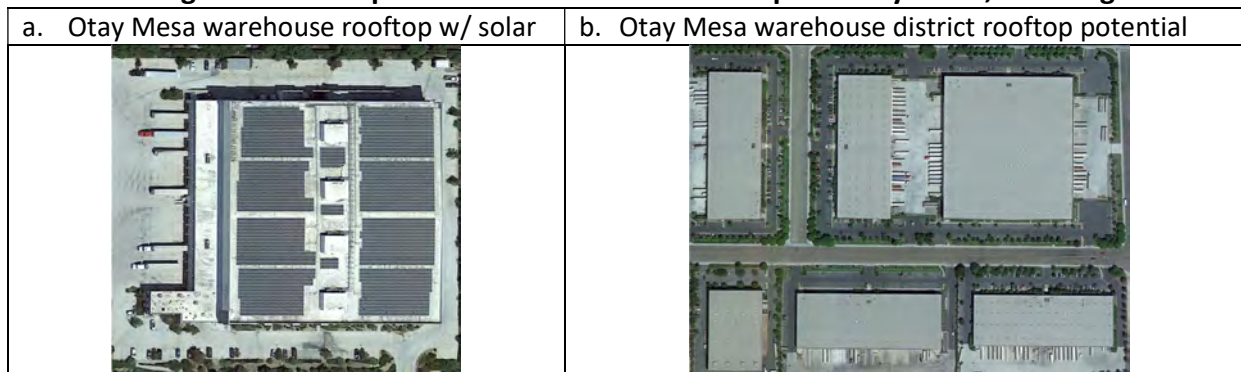 a. Otay Mesa warehouse rooftop w/ solar
b. Otay Mesa warehouse district rooftop potential